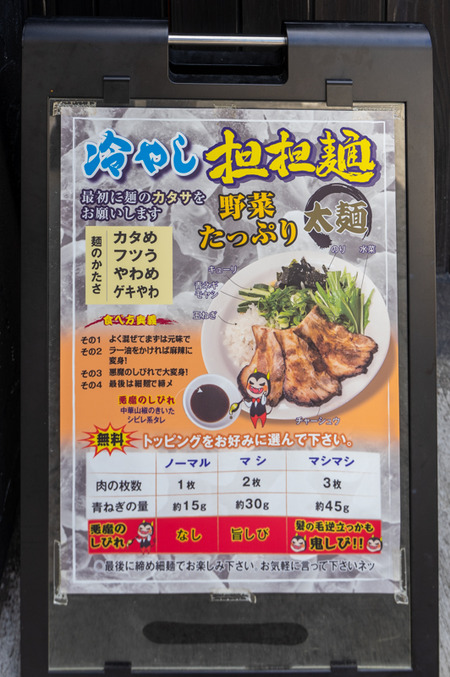 冷やし 担担麺
最初に麺のカタサを
お願いします
野菜
たっぷり
太麺
麺のかたさ
カタめ
フツう
やわめ
ゲキやわ
のり 水菜
キューリ
青ネギ
モヤシ
玉ねぎ
チャーシュウ
食べ方奥義
その1 よく混ぜてまずは元味で
その2 ラー油をかければ麻辣に
変身!
その3 悪魔のしびれで大変身!
その4 最後は細麺で締メ
悪魔のしびれ
中華山椒のきいた
シビレ系タレ
無料 トッピングをお好みに選んで下さい。
ノーマル マシ マシマシ
肉の枚数 1枚 2枚 3枚
青ねぎの量 約15g 約30g 約45g
悪魔の
しびれ なし 旨しび 髪の毛逆立つかも
鬼しび!!
最後に締め細麺でお楽しみ下さい。お気軽に言って下さいネッ